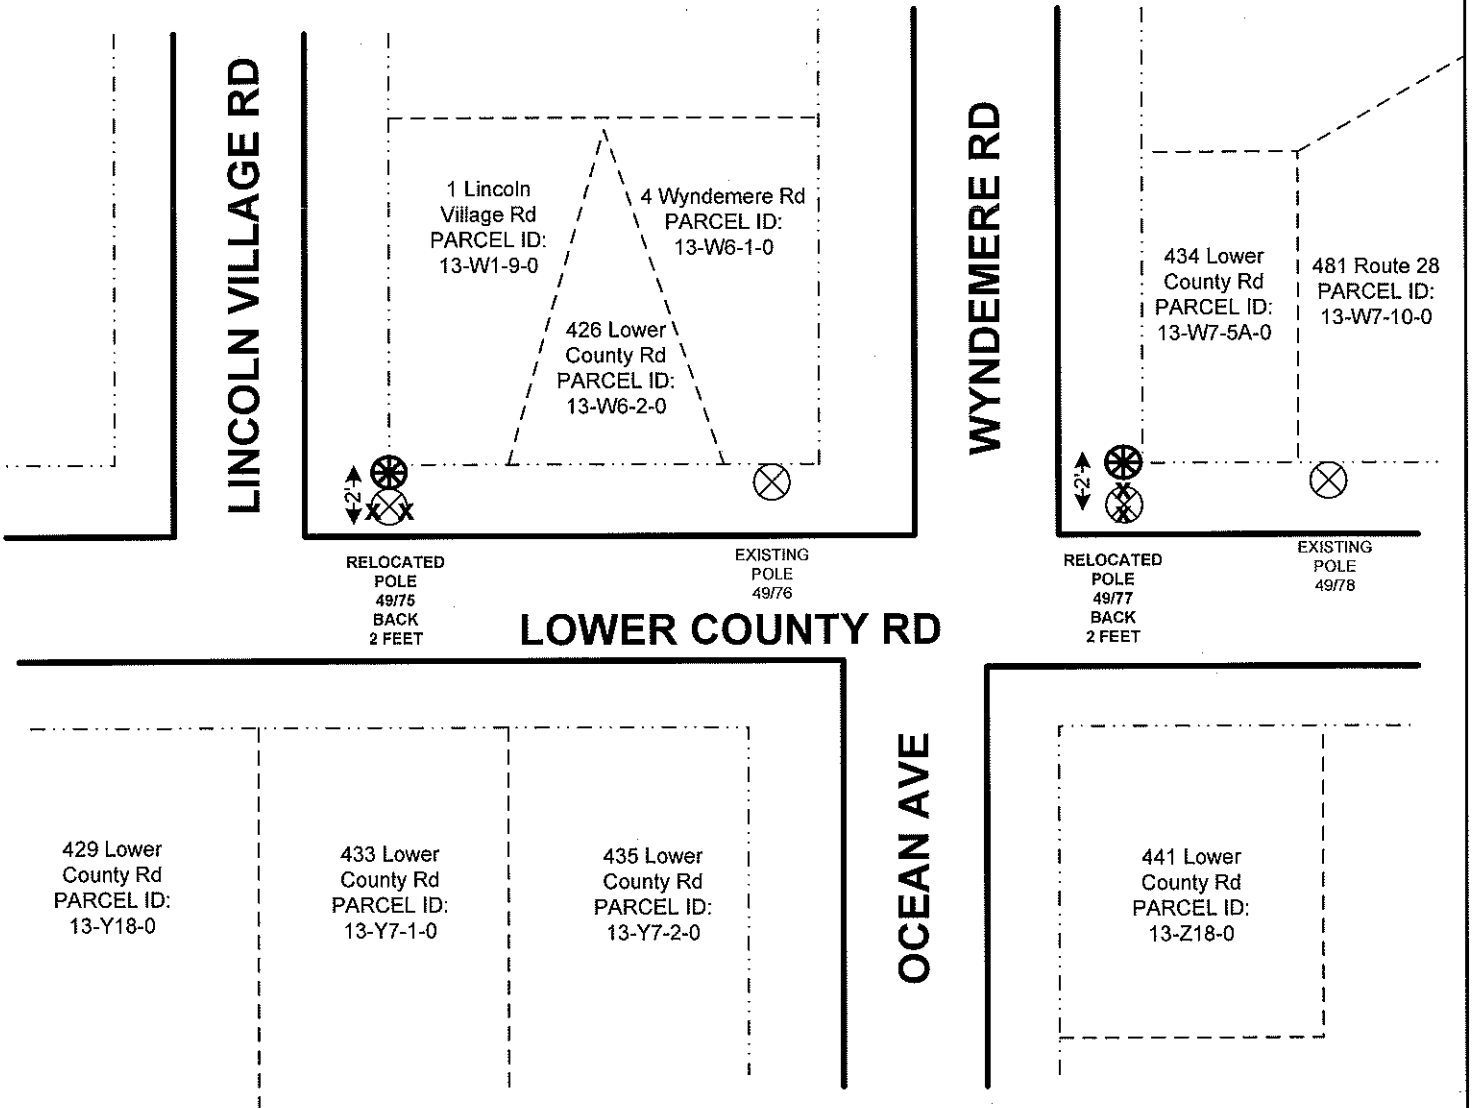 LINCOLN VILLAGE RD
1 Lincoln
Village Rd
PARCEL ID:
13-W1-9-0
4 Wyndemere Rd
PARCEL ID:
13-W6-1-0
426 Lower
County Rd
PARCEL ID:
13-W6-2-0
WYNDEMERE RD
434 Lower
County Rd
PARCEL ID:
13-W7-5A-0
481 Route 28
PARCEL ID:
13-W7-10-0
2'
X X
2'
X
X
RELOCATED
POLE
49/75
BACK
2 FEET
EXISTING
POLE
49/76
RELOCATED
POLE
49/77
BACK
2 FEET
EXISTING
POLE
49/78
LOWER COUNTY RD
429 Lower
County Rd
PARCEL ID:
13-Y18-0
433 Lower
County Rd
PARCEL ID:
13-Y7-1-0
435 Lower
County Rd
PARCEL ID:
13-Y7-2-0
OCEAN AVE
441 Lower
County Rd
PARCEL ID:
13-Z18-0